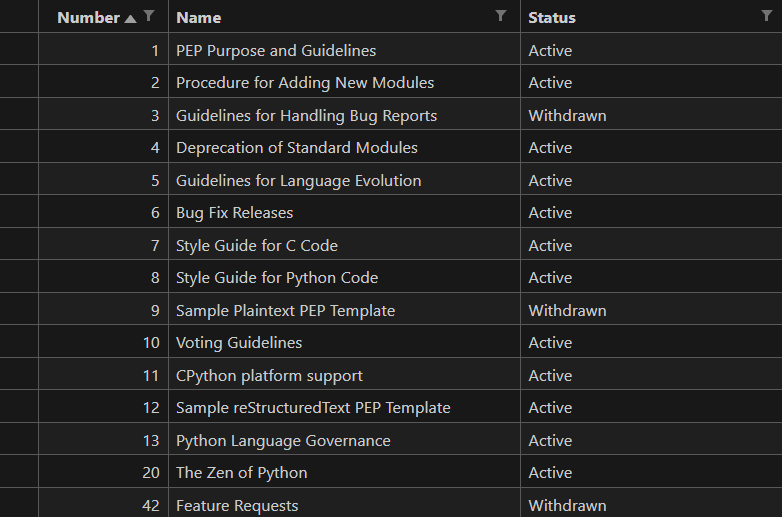 Number Name Status
1 PEP Purpose and Guidelines Active
2 Procedure for Adding New Modules Active
3 Guidelines for Handling Bug Reports Withdrawn
4 Deprecation of Standard Modules Active
5 Guidelines for Language Evolution Active
6 Bug Fix Releases Active
7 Style Guide for C Code Active
8 Style Guide for Python Code Active
9 Sample Plaintext PEP Template Withdrawn
10 Voting Guidelines Active
11 CPython platform support Active
12 Sample reStructuredText PEP Template Active
13 Python Language Governance Active
20 The Zen of Python Active
42 Feature Requests Withdrawn